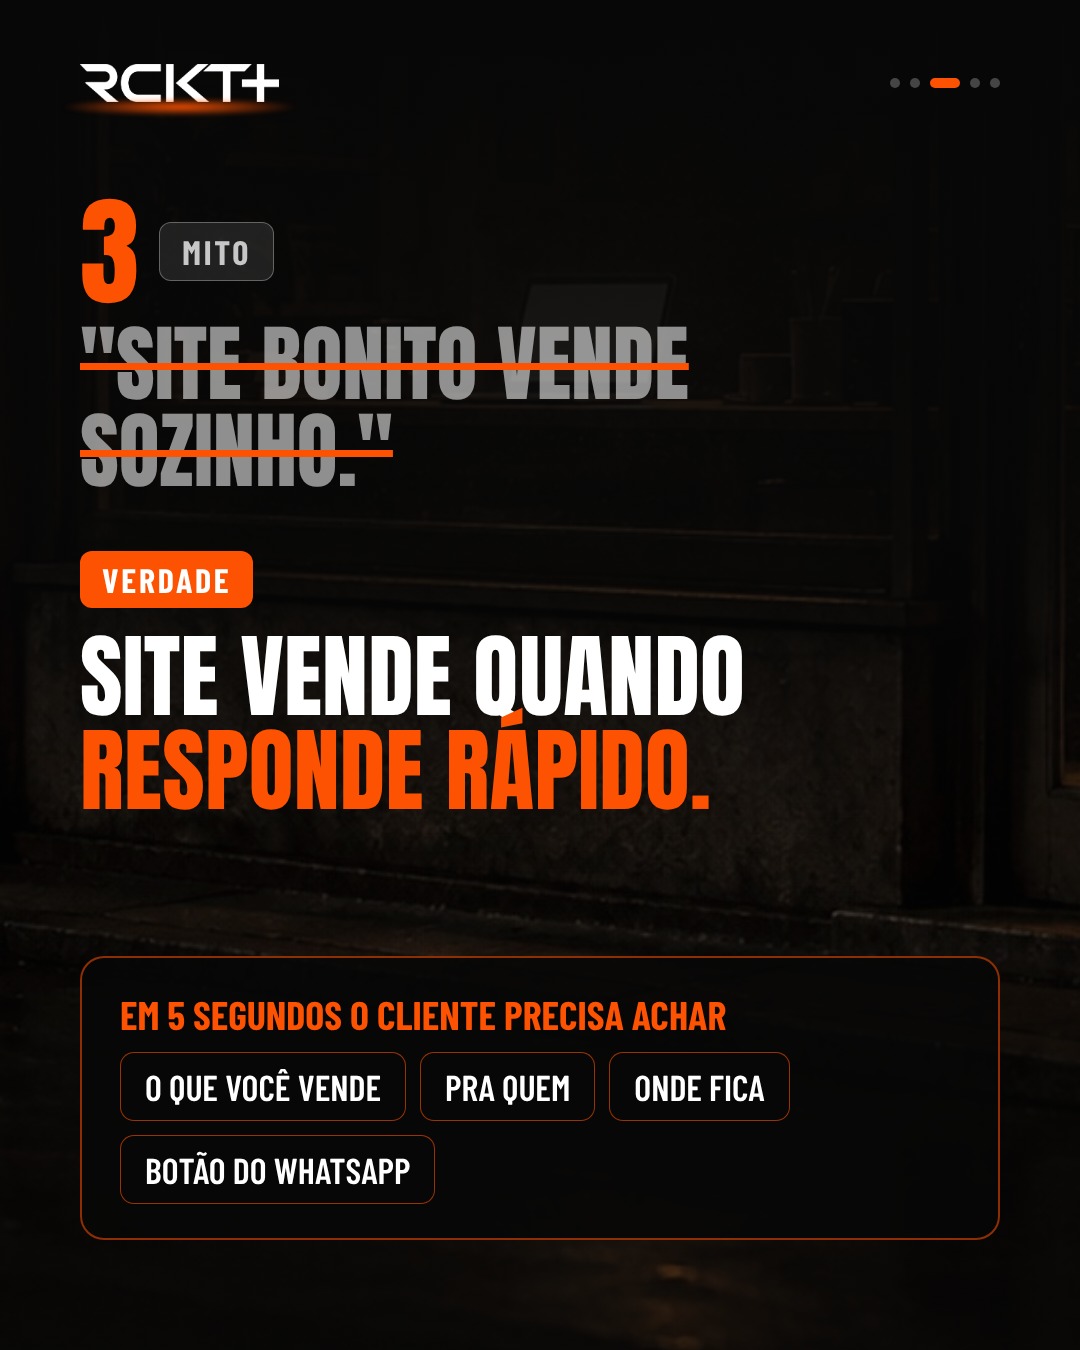 RCKT+
3 MITO
"SITE BONITO VENDE
SOZINHO."
VERDADE
SITE VENDE QUANDO
RESPONDE RÁPIDO.
EM 5 SEGUNDOS O CLIENTE PRECISA ACHAR
O QUE VOCÊ VENDE PRA QUEM ONDE FICA
BOTÃO DO WHATSAPP